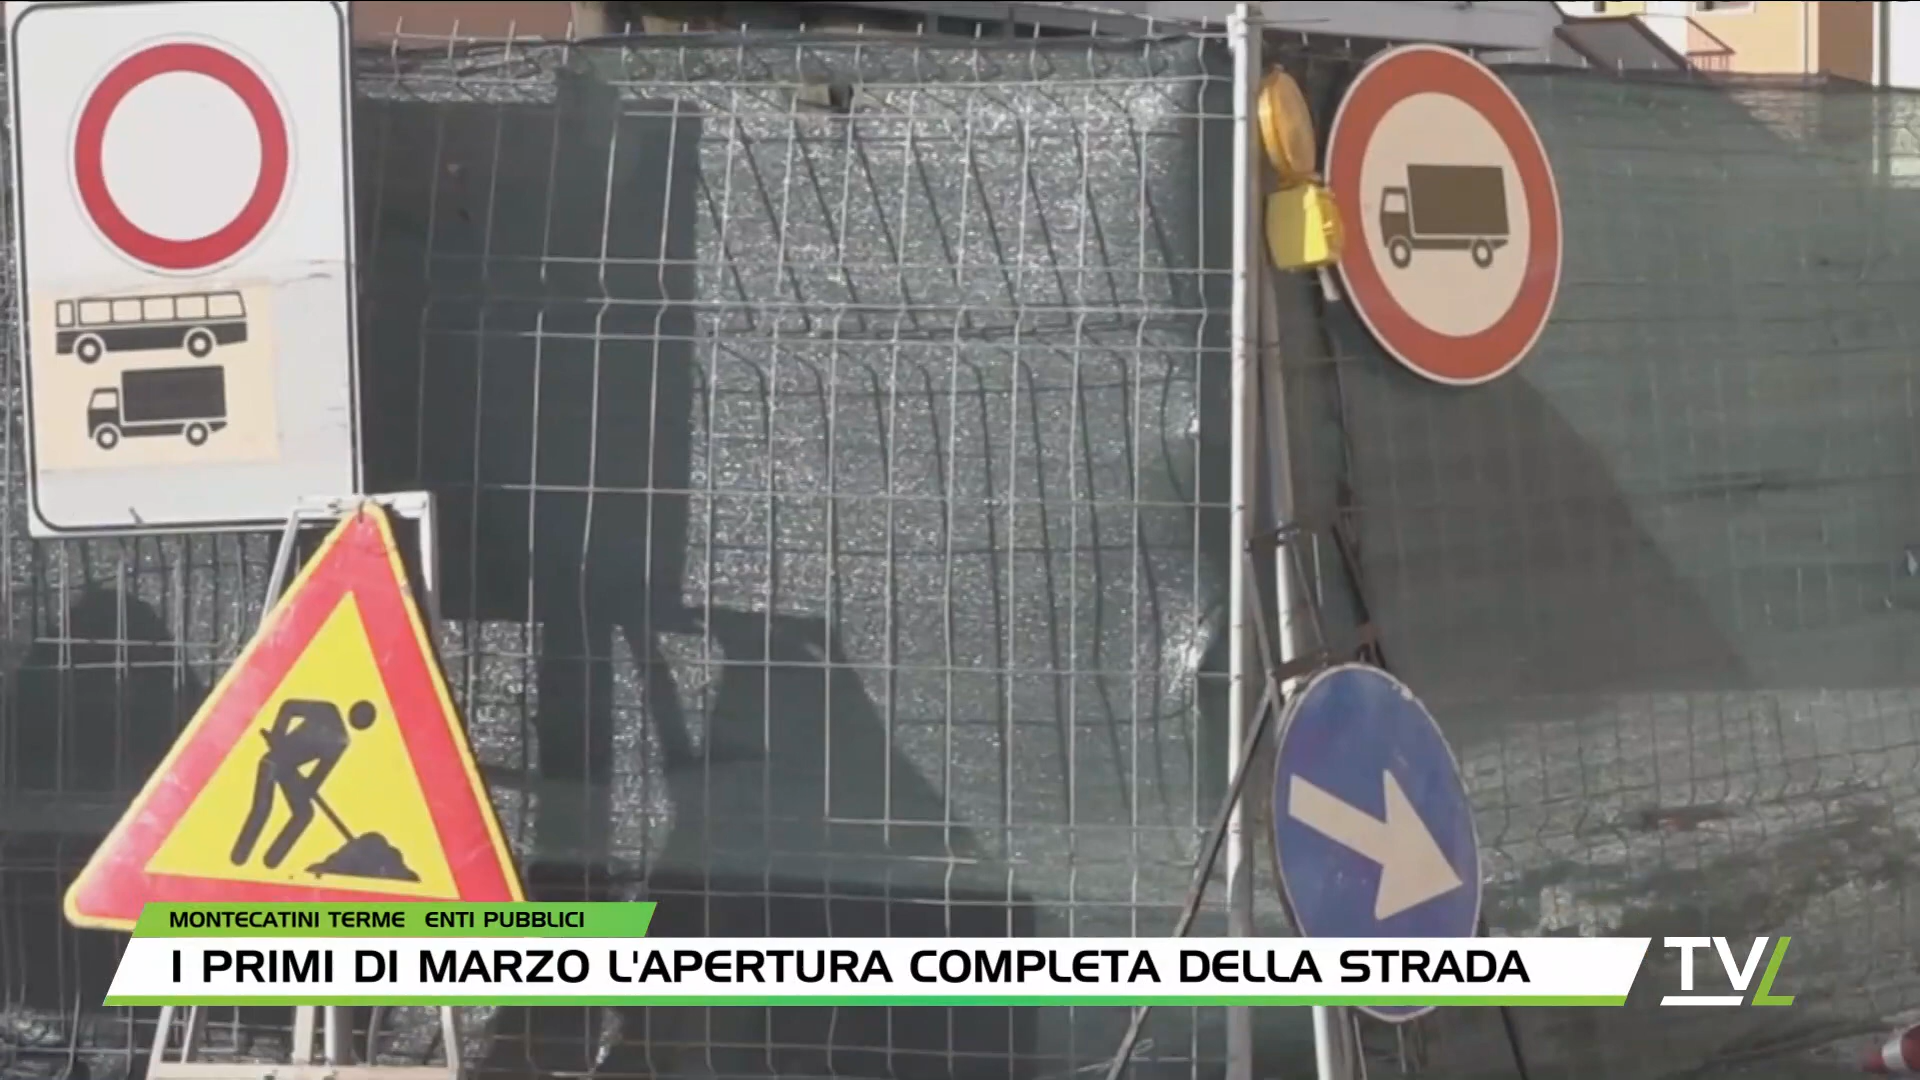 MONTECATINI TERME  ENTI PUBBLICI
I PRIMI DI MARZO L'APERTURA COMPLETA DELLA STRADA
TVL